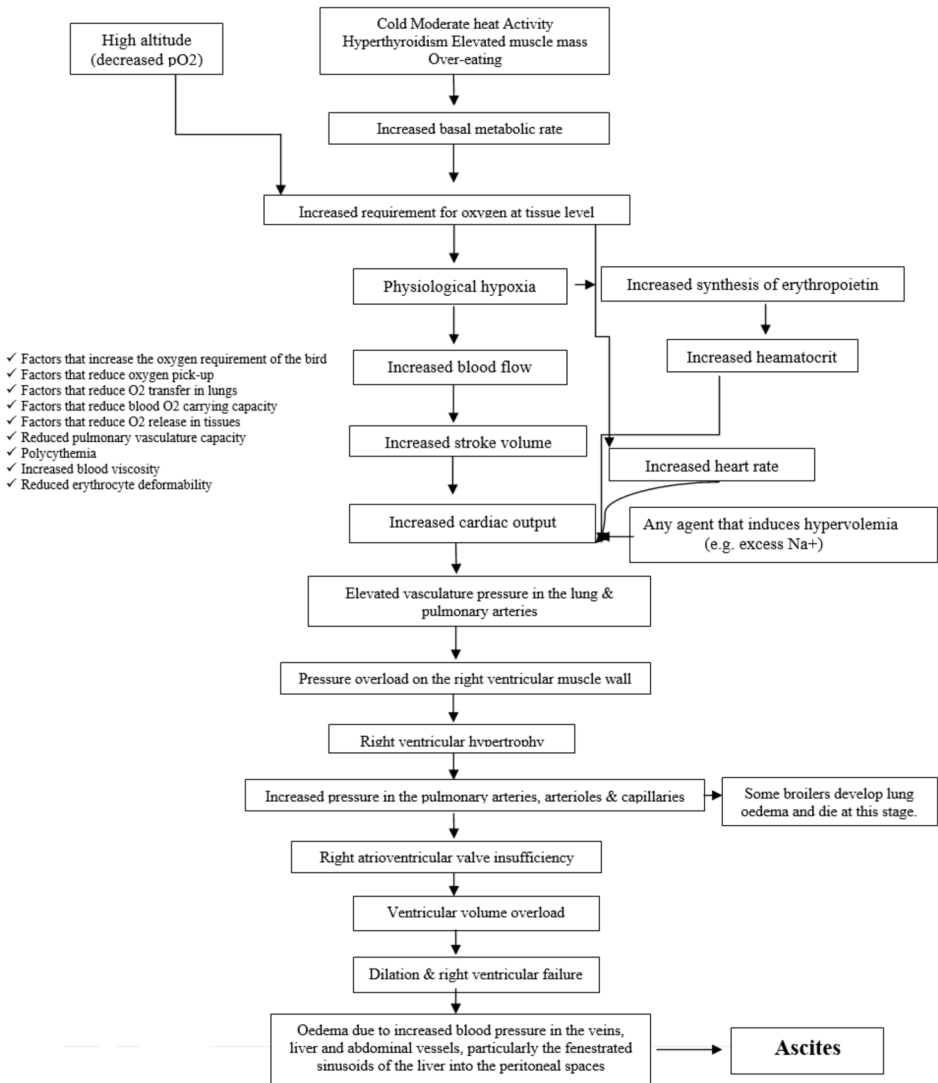 Cold Moderate heat Activity
Hyperthyroidism Elevated muscle mass
Over-eating
High altitude
(decreased pO2)
Increased basal metabolic rate
Increased requirement for oxygen at tissue level
Physiological hypoxia
Increased synthesis of erythropoietin
Increased heamatocrit
✓ Factors that increase the oxygen requirement of the bird
✓ Factors that reduce oxygen pick-up
✓ Factors that reduce O2 transfer in lungs
✓ Factors that reduce blood O2 carrying capacity
✓ Factors that reduce O2 release in tissues
✓ Reduced pulmonary vasculature capacity
✓ Polycythemia
✓ Increased blood viscosity
✓ Reduced erythrocyte deformability
Increased blood flow
Increased stroke volume
Increased heart rate
Increased cardiac output
Any agent that induces hypervolemia
(e.g. excess Na+)
Elevated vasculature pressure in the lung &
pulmonary arteries
Pressure overload on the right ventricular muscle wall
Right ventricular hypertrophy
Increased pressure in the pulmonary arteries, arterioles & capillaries
Some broilers develop lung
oedema and die at this stage.
Right atrioventricular valve insufficiency
Ventricular volume overload
Dilation & right ventricular failure
Oedema due to increased blood pressure in the veins,
liver and abdominal vessels, particularly the fenestrated
sinusoids of the liver into the peritoneal spaces
Ascites